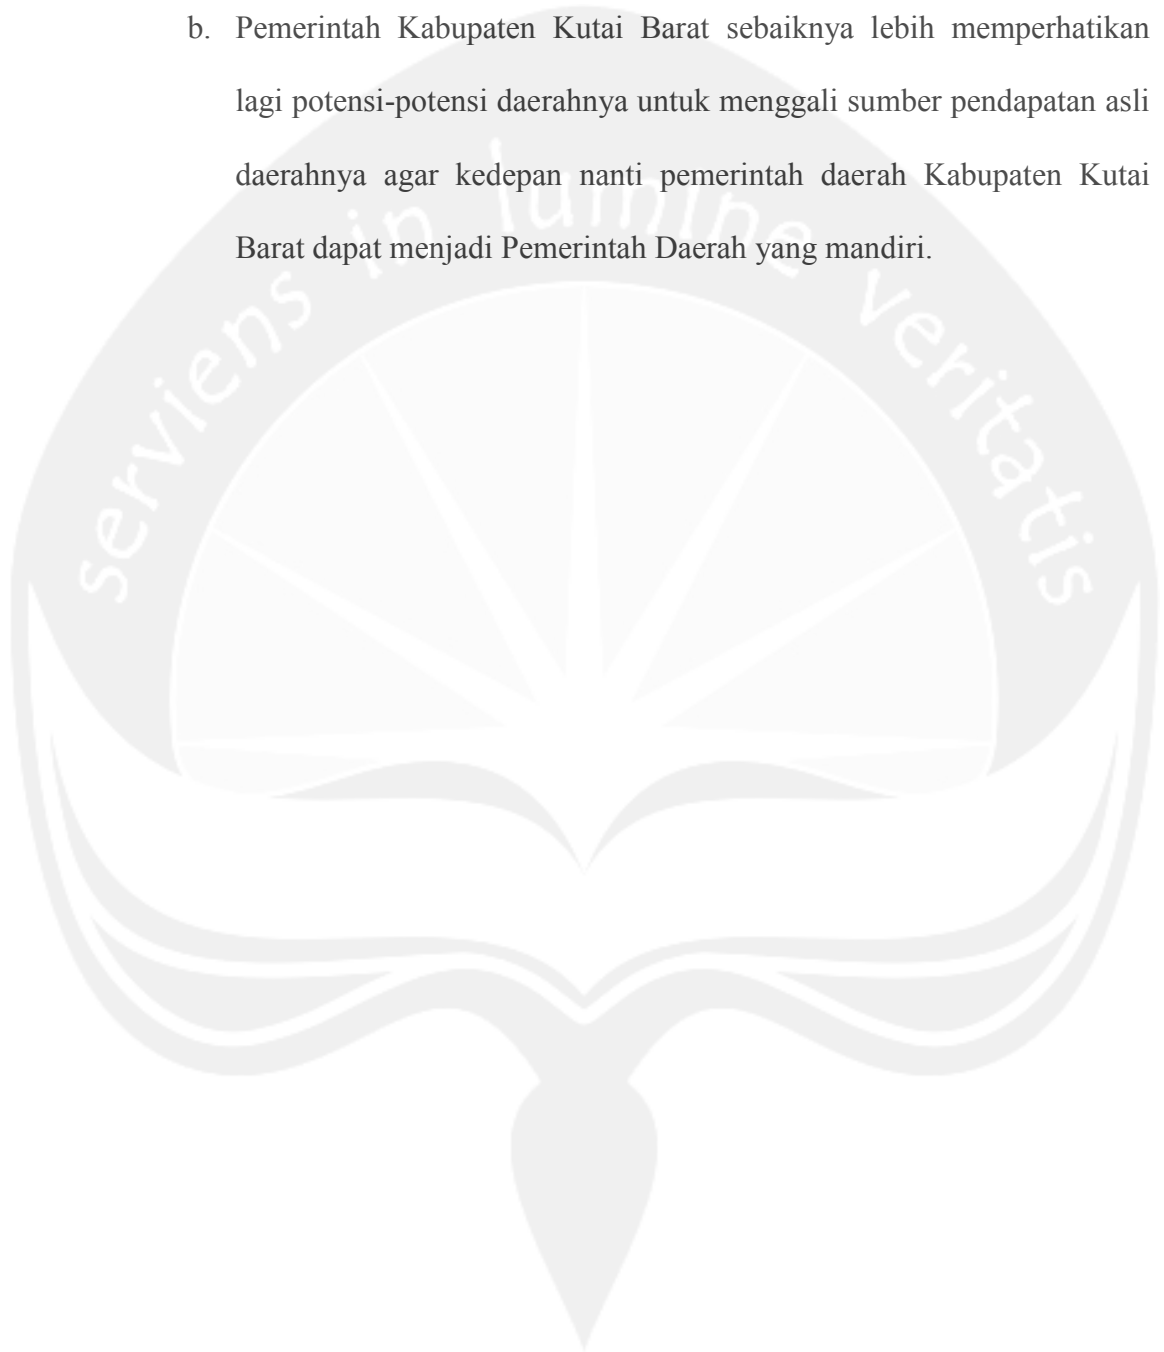 b. Pemerintah Kabupaten Kutai Barat sebaiknya lebih memperhatikan
lagi potensi-potensi daerahnya untuk menggali sumber pendapatan asli
daerahnya agar kedepan nanti pemerintah daerah Kabupaten Kutai
Barat dapat menjadi Pemerintah Daerah yang mandiri.
serviens in lumine veritatis